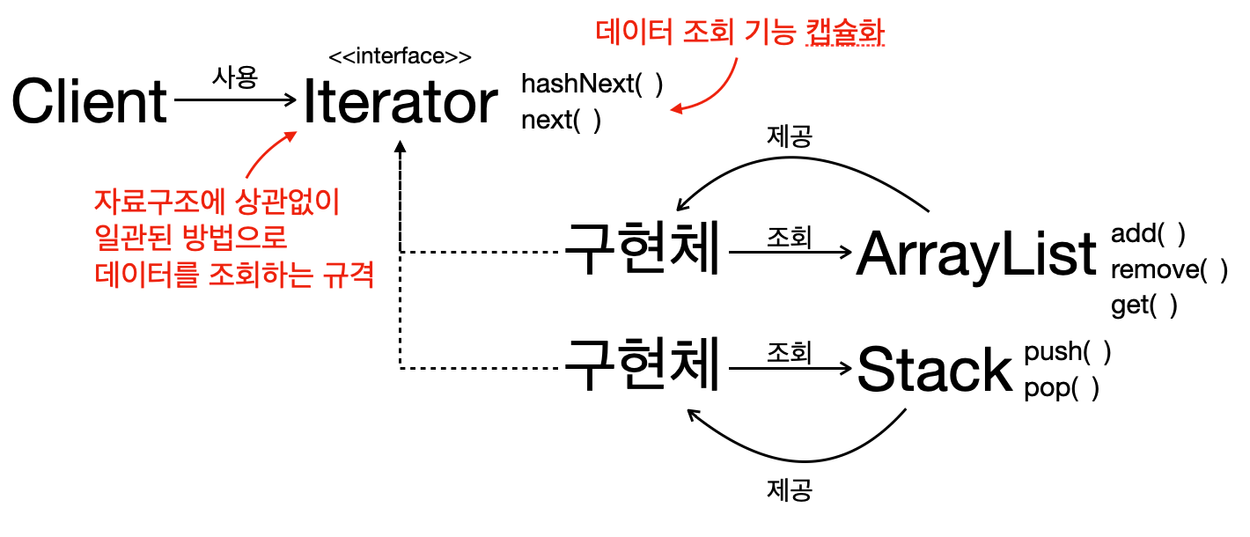 데이터 조회 기능 캡슐화
<<interface>>
Client
사용
Iterator
hashNext( )
next( )
제공
자료구조에 상관없이
일관된 방법으로
데이터를 조회하는 규격
구현체
조회
ArrayList
add( )
remove( )
get( )
구현체
조회
Stack
push( )
pop( )
제공